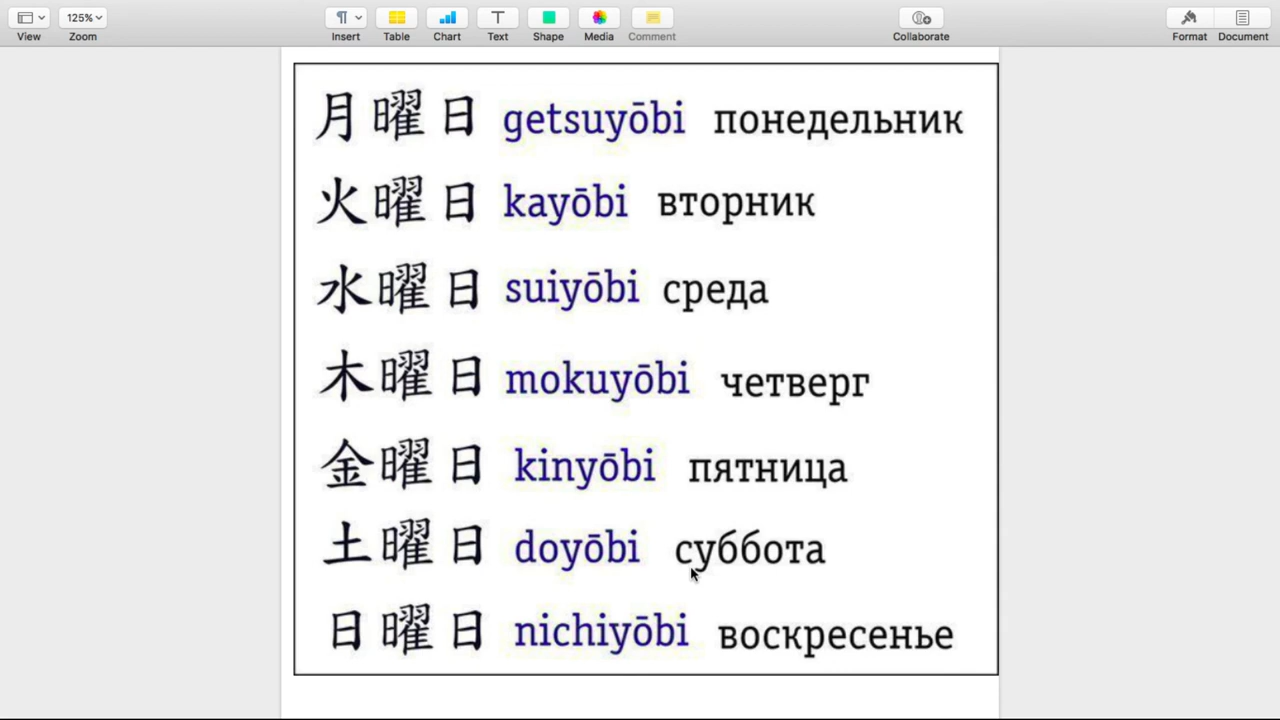 125%
View Zoom Insert Table Chart Text Shape Media Comment Collaborate Format Document
月曜日 getsuyōbi понедельник
火曜日 kayōbi вторник
水曜日 suiyōbi среда
木曜日 mokuyōbi четверг
金曜日 kinyōbi пятница
土曜日 doyōbi суббота
日曜日 nichiyōbi воскресенье